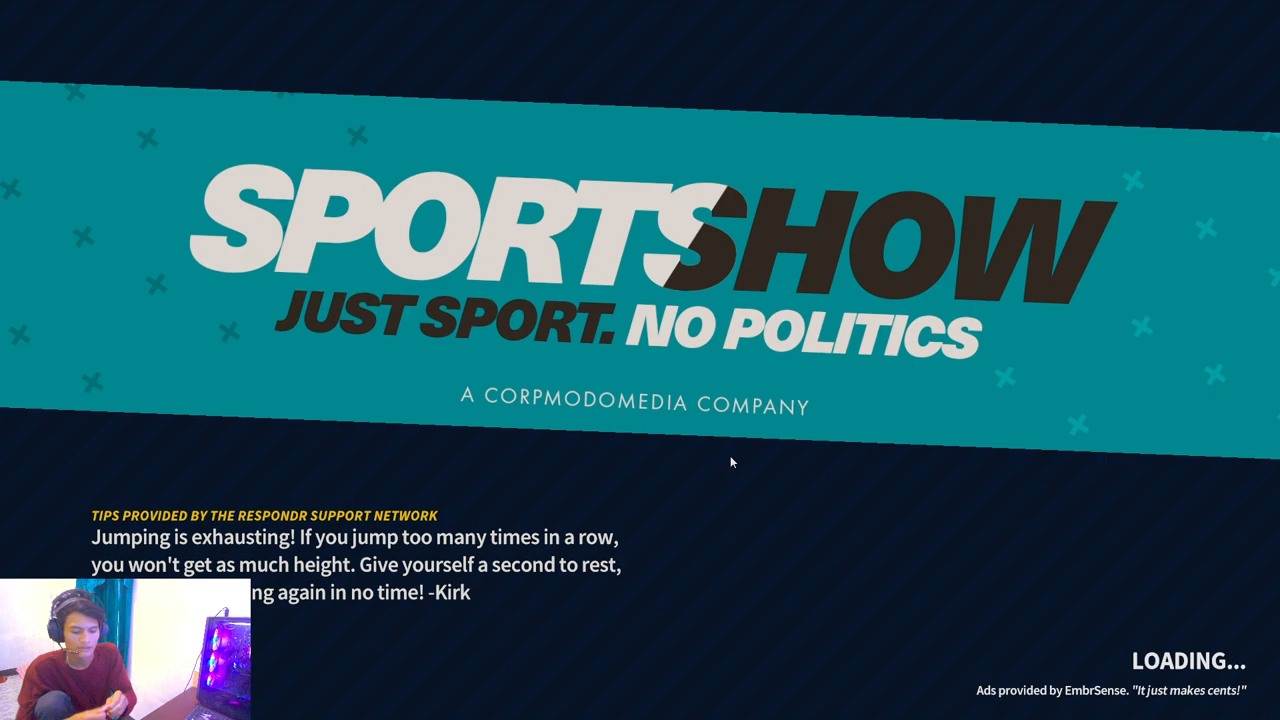 SPORTSHOW
JUST SPORT. NO POLITICS
A CORPMODOMEDIA COMPANY
TIPS PROVIDED BY THE RESPONDR SUPPORT NETWORK
Jumping is exhausting! If you jump too many times in a row,
you won't get as much height. Give yourself a second to rest,
ng again in no time! -Kirk
LOADING...
Ads provided by EmbrSense. "It just makes cents!"